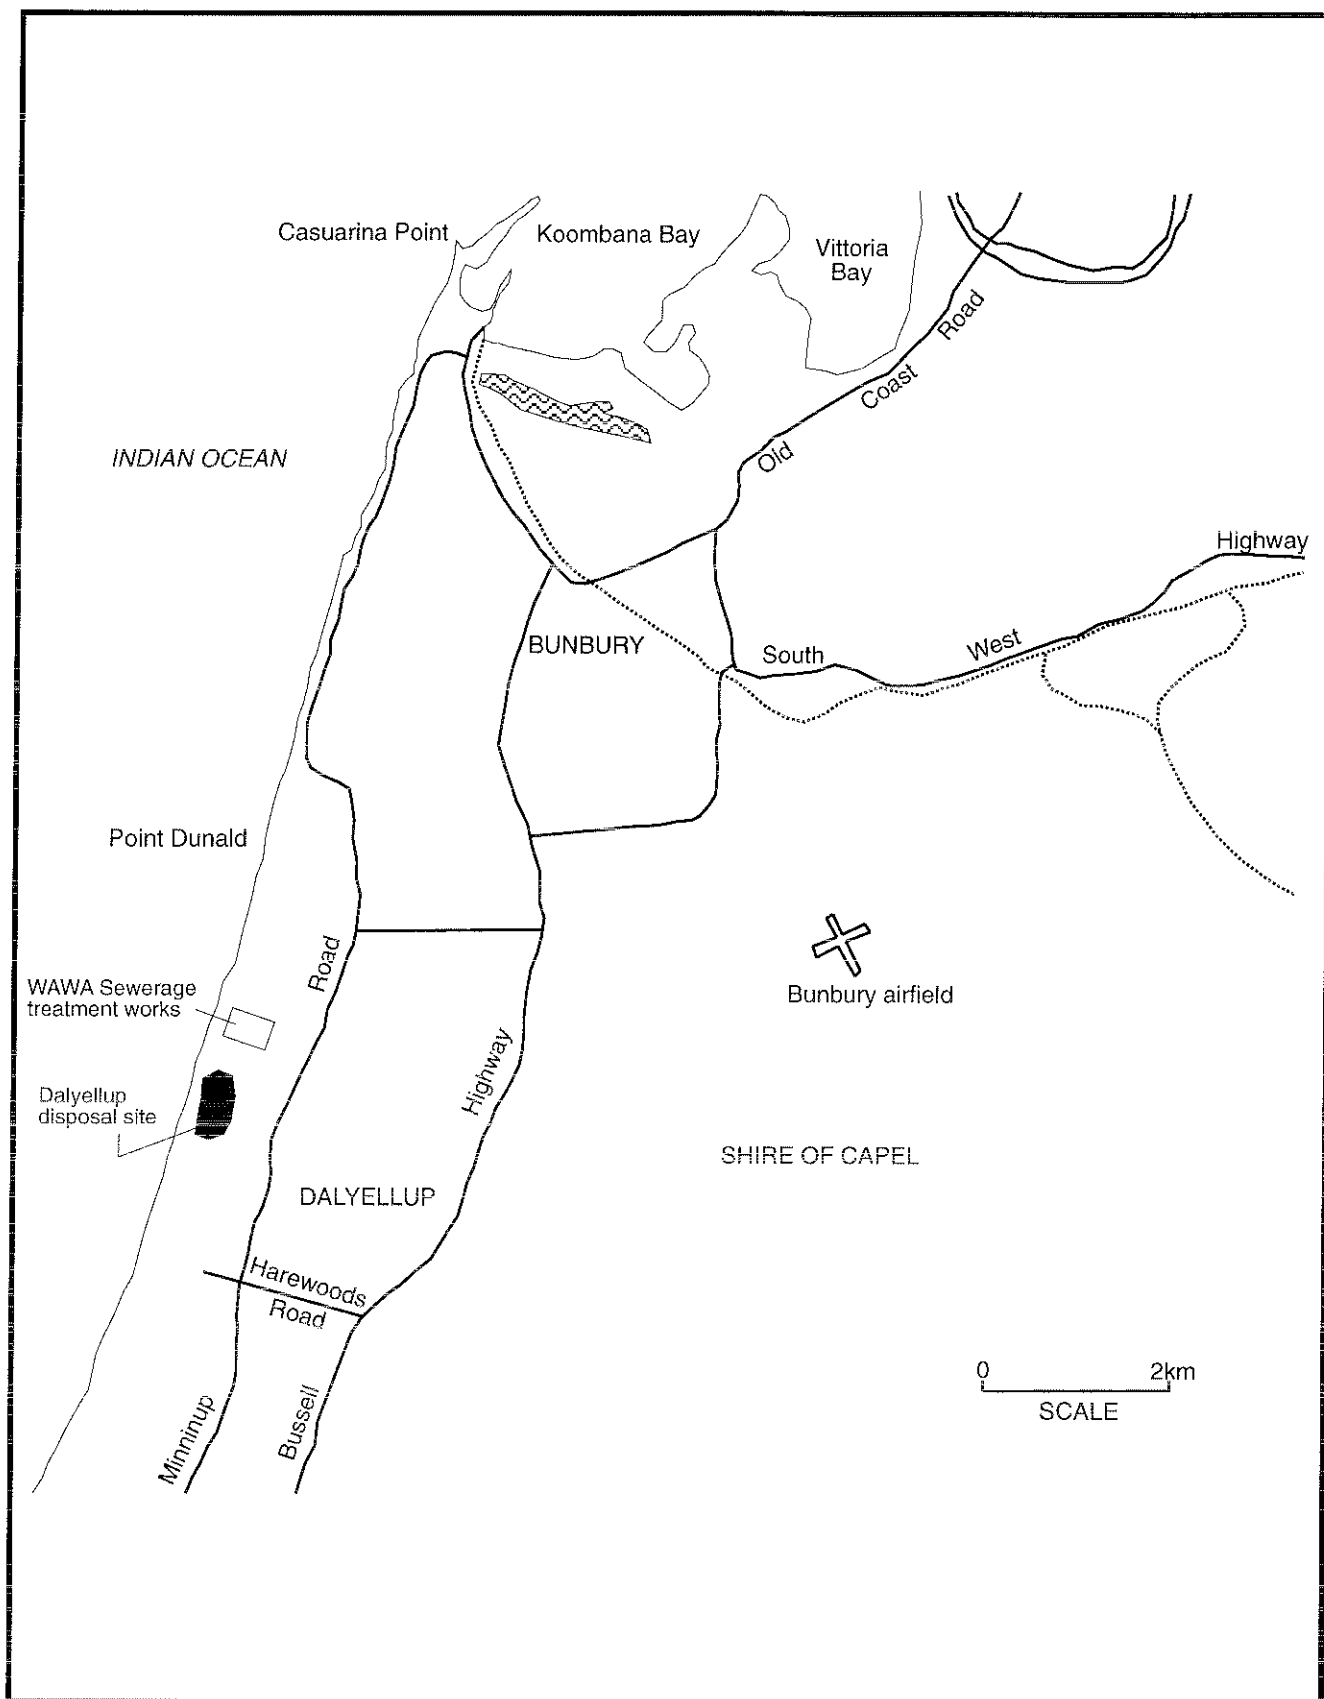 Casuarina Point
Koombana Bay
Vittoria
Bay
Road
Coast
Old
INDIAN OCEAN
Highway
West
South
BUNBURY
Point Dunald
Road
WAWA Sewerage
treatment works
Bunbury airfield
Highway
Dalyellup
disposal site
SHIRE OF CAPEL
DALYELLUP
Harewoods
Road
0 2km
SCALE
Minninup
Bussell